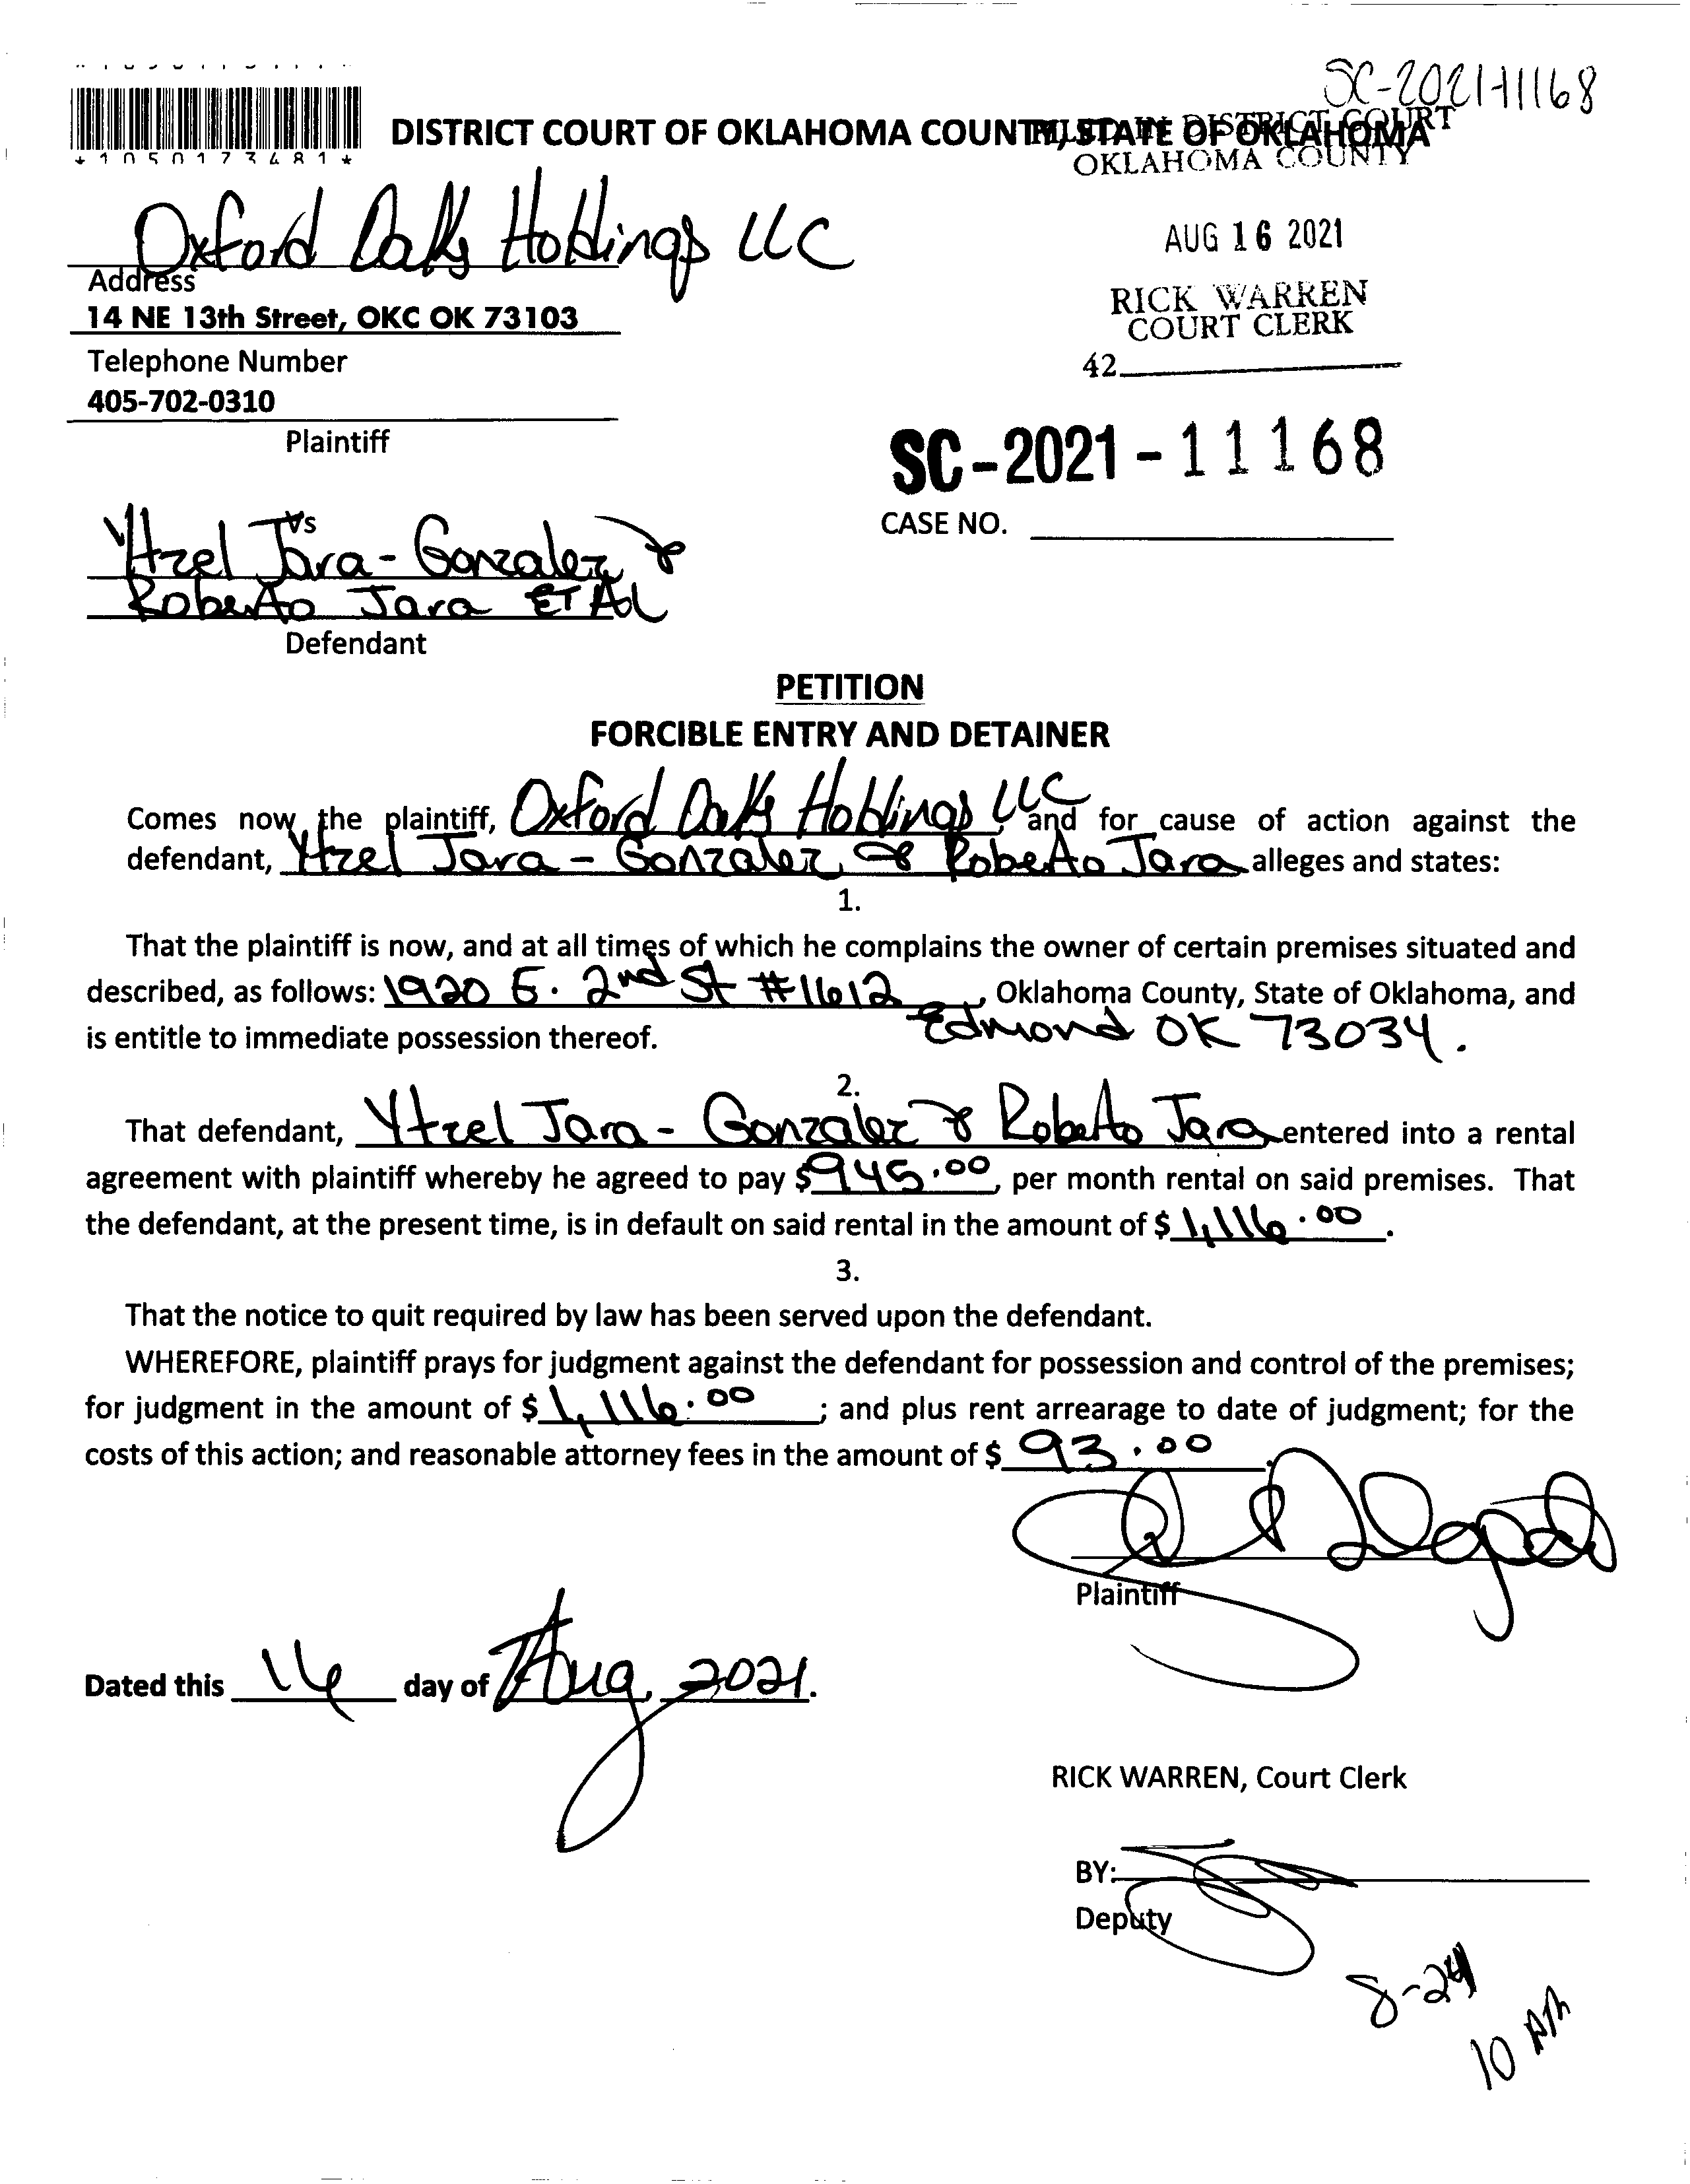 SC-2021-11168
*1050173481*
DISTRICT COURT OF OKLAHOMA COUNTY, STATE OF OKLAHOMA
FILED IN DISTRICT COURT
OKLAHOMA COUNTY
Oxford Oaks Holdings LLC
AUG 16 2021
Address
14 NE 13th Street, OKC OK 73103
RICK WARREN
COURT CLERK
Telephone Number
42
405-702-0310
Plaintiff
SC-2021-11168
Vs
CASE NO.
Ytzel Jara-Gonzalez &
Roberto Jara ET AL
Defendant
PETITION
FORCIBLE ENTRY AND DETAINER
Comes now the plaintiff, Oxford Oaks Holdings LLC, and for cause of action against the
defendant, Ytzel Jara-Gonzalez & Roberto Jara alleges and states:
1.
That the plaintiff is now, and at all times of which he complains the owner of certain premises situated and
described, as follows: 1920 E. 2nd St #1612, Oklahoma County, State of Oklahoma, and
Edmond OK 73034.
is entitle to immediate possession thereof.
2.
That defendant, Ytzel Jara-Gonzalez & Roberto Jara entered into a rental
agreement with plaintiff whereby he agreed to pay $945.00, per month rental on said premises. That
the defendant, at the present time, is in default on said rental in the amount of $1,116.00.
3.
That the notice to quit required by law has been served upon the defendant.
WHEREFORE, plaintiff prays for judgment against the defendant for possession and control of the premises;
for judgment in the amount of $1,116.00; and plus rent arrearage to date of judgment; for the
costs of this action; and reasonable attorney fees in the amount of $93.00.
Plaintiff
Dated this 16 day of Aug, 2021.
RICK WARREN, Court Clerk
BY:
Deputy
8-24
10 AM